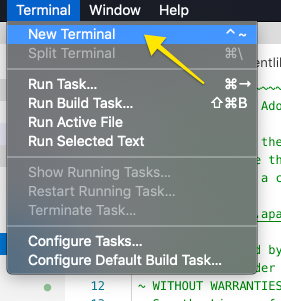 Terminal Window Help
New Terminal ^~
Split Terminal ⌘\
Run Task... ⌘→
Run Build Task... ⇧⌘B
Run Active File
Run Selected Text
Show Running Tasks...
Restart Running Task...
Terminate Task...
Configure Tasks...
Configure Default Build Task...
entli
Ado
the
e th
a c
.apa
d by
der
12 ~ WITHOUT WARRANTIES